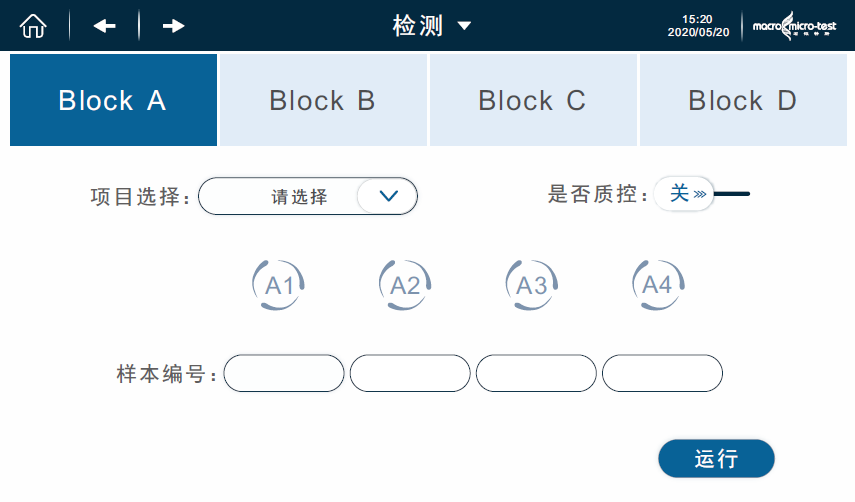 检测
15:20
2020/05/20
macro micro-test
Block A
Block B
Block C
Block D
项目选择:
请选择
是否质控:
关
A1
A2
A3
A4
样本编号:
运行